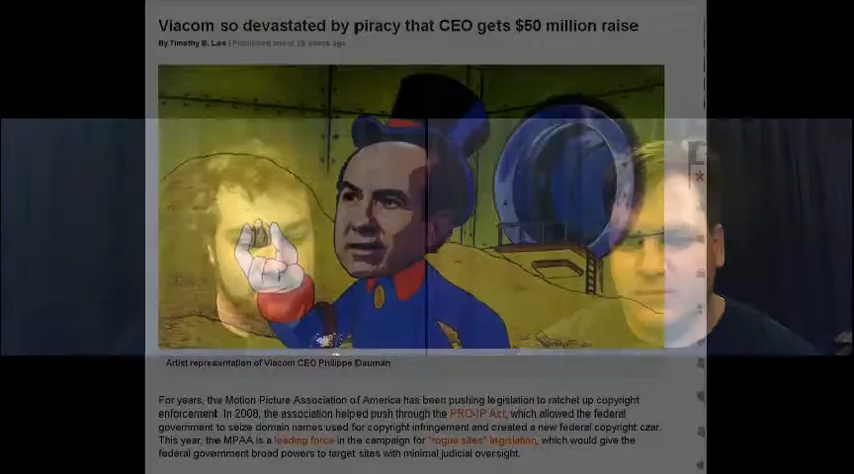 Viacom so devastated by piracy that CEO gets $50 million raise
By Timothy B. Lee | Published about 15 hours ago
Artist representation of Viacom CEO Philippe Dauman
For years, the Motion Picture Association of America has been pushing legislation to ratchet up copyright
enforcement. In 2008, the association helped push through the PRO-IP Act, which allowed the federal
government to seize domain names used for copyright infringement and created a new federal copyright czar.
This year, the MPAA is a leading force in the campaign for "rogue sites" legislation, which would give the
federal government broad powers to target sites with minimal judicial oversight.